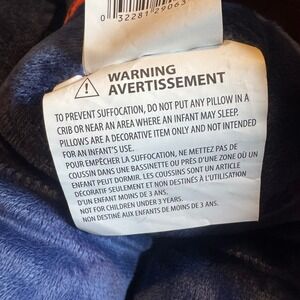 0 32281 29063
WARNING
AVERTISSEMENT
TO PREVENT SUFFOCATION, DO NOT PUT ANY PILLOW IN A
CRIB OR NEAR AN AREA WHERE AN INFANT MAY SLEEP.
PILLOWS ARE A DECORATIVE ITEM ONLY AND NOT INTENDED
FOR AN INFANT'S USE.
POUR EMPÊCHER LA SUFFOCATION, NE METTEZ PAS DE
COUSSIN DANS UNE BASSINETTE OU PRÈS D'UNE ZONE OÙ UN
ENFANT PEUT DORMIR. LES COUSSINS SONT UN ARTICLE
DÉCORATIF SEULEMENT ET NON DESTINÉS À L'UTILISATION
D'UN ENFANT MOINS DE 3 ANS.
NOT FOR CHILDREN UNDER 3 YEARS.
NON DESTINÉ AUX ENFANTS DE MOINS DE 3 ANS.